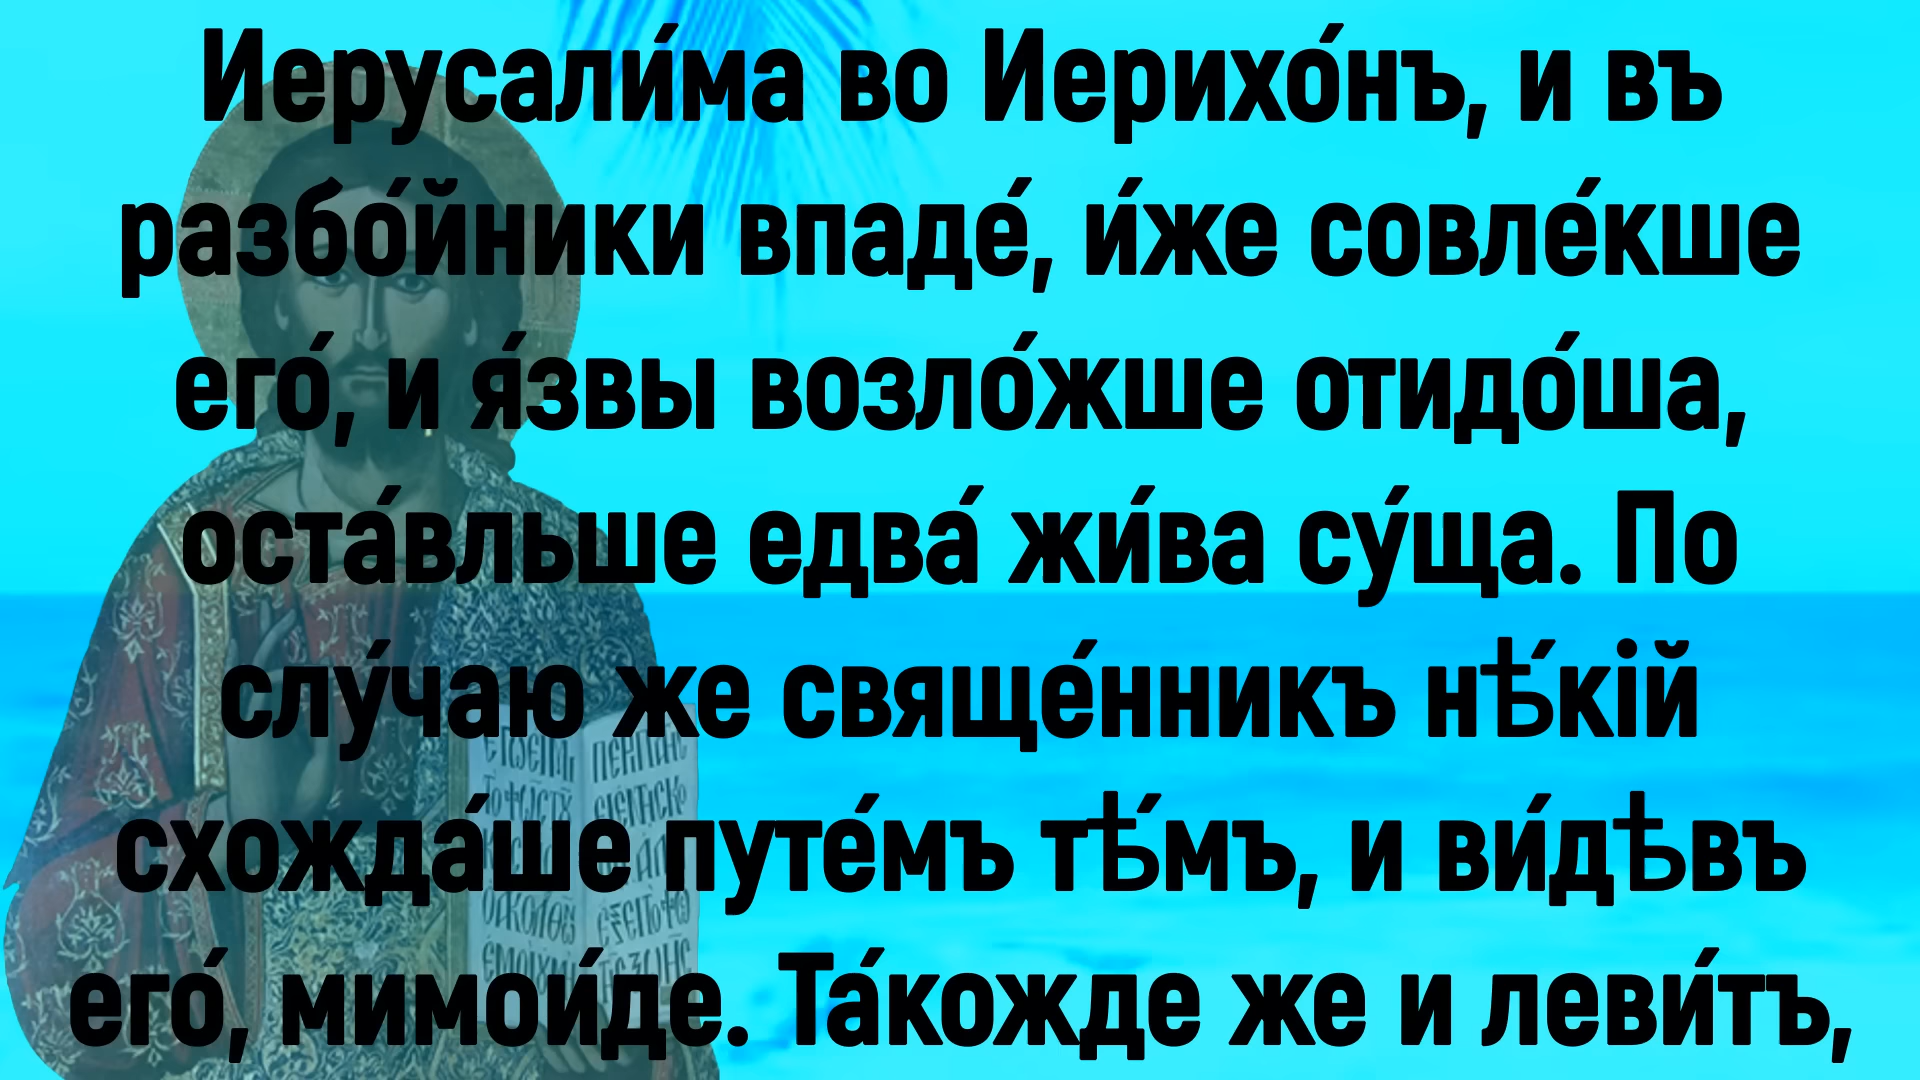 Иерусали́ма во Иерихо́нъ, и въ
разбо́йники впаде́, и́же совле́кше
его́, и я́звы возло́жше отидо́ша,
оста́вльше едва́ жи́ва су́ща. По
слу́чаю же свяще́нникъ нѣ́кій
схожда́ше путе́мъ тѣ́мъ, и ви́дѣвъ
его́, мимои́де. Та́кожде же и леви́тъ,